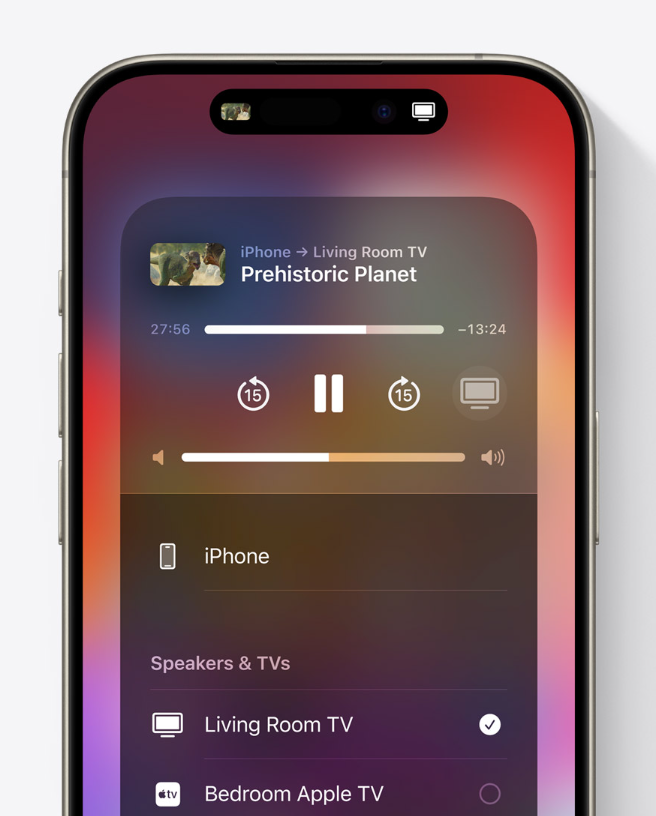 iPhone → Living Room TV
Prehistoric Planet
27:56
−13:24
15
15
iPhone
Speakers & TVs
Living Room TV
tv
Bedroom Apple TV